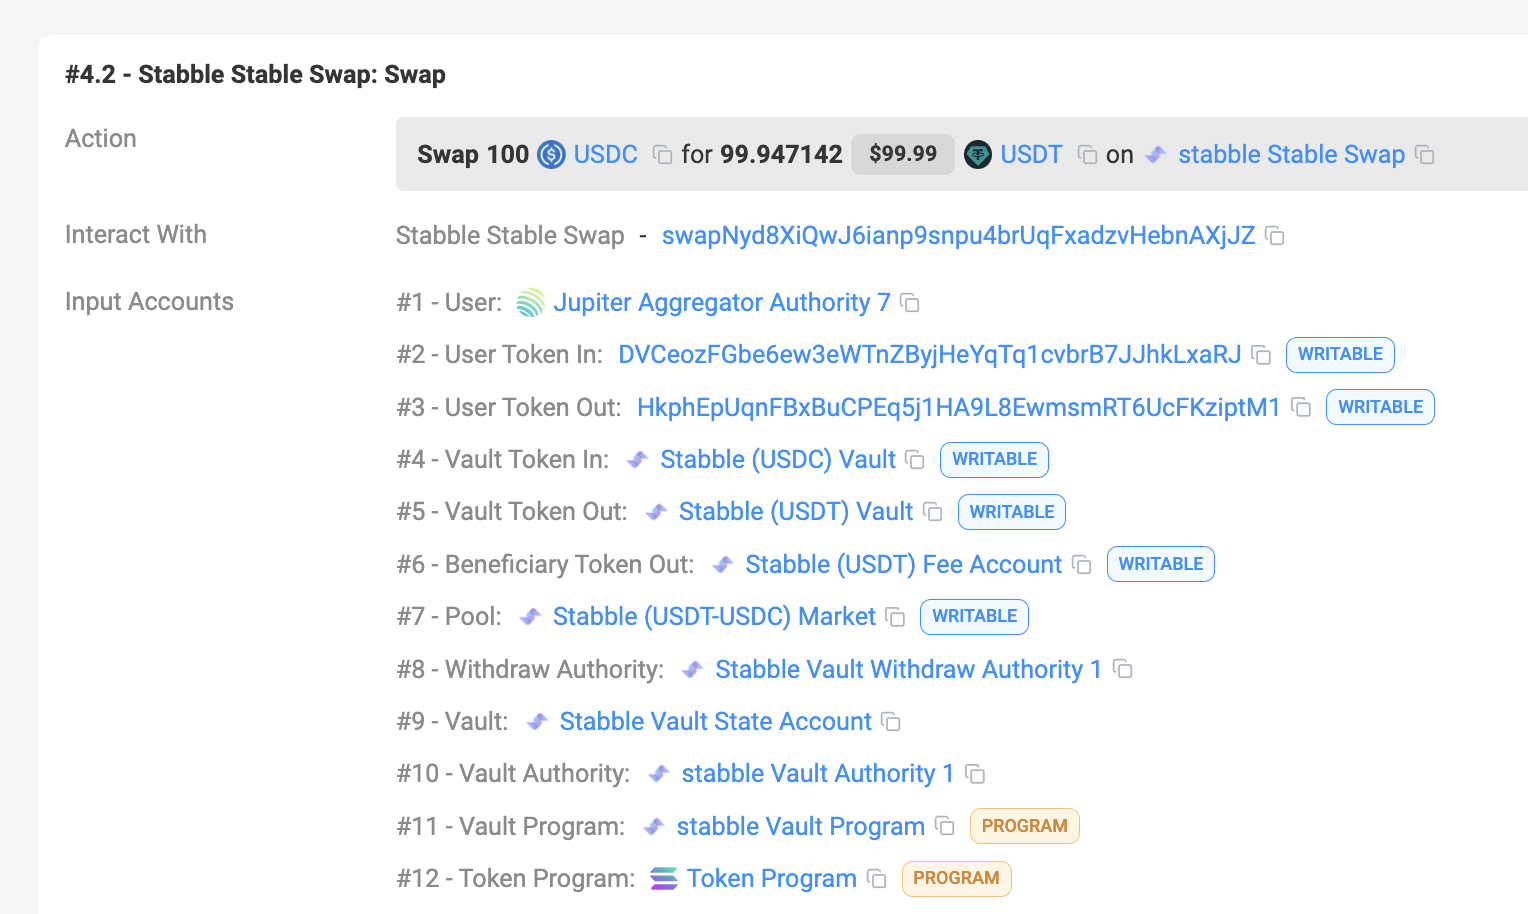 #4.2 - Stabble Stable Swap: Swap
Action
Swap 100 USDC for 99.947142 $99.99 USDT on stabble Stable Swap
Interact With
Stabble Stable Swap - swapNyd8XiQwJ6ianp9snpu4brUqFxadzvHebnAXjJZ
Input Accounts
#1 - User: Jupiter Aggregator Authority 7
#2 - User Token In: DVCeozFGbe6ew3eWTnZByjHeYqTq1cvbrB7JJhkLxaRJ WRITABLE
#3 - User Token Out: HkphEpUqnFBxBuCPEq5j1HA9L8EwmsmRT6UcFKziptM1 WRITABLE
#4 - Vault Token In: Stabble (USDC) Vault WRITABLE
#5 - Vault Token Out: Stabble (USDT) Vault WRITABLE
#6 - Beneficiary Token Out: Stabble (USDT) Fee Account WRITABLE
#7 - Pool: Stabble (USDT-USDC) Market WRITABLE
#8 - Withdraw Authority: Stabble Vault Withdraw Authority 1
#9 - Vault: Stabble Vault State Account
#10 - Vault Authority: stabble Vault Authority 1
#11 - Vault Program: stabble Vault Program PROGRAM
#12 - Token Program: Token Program PROGRAM